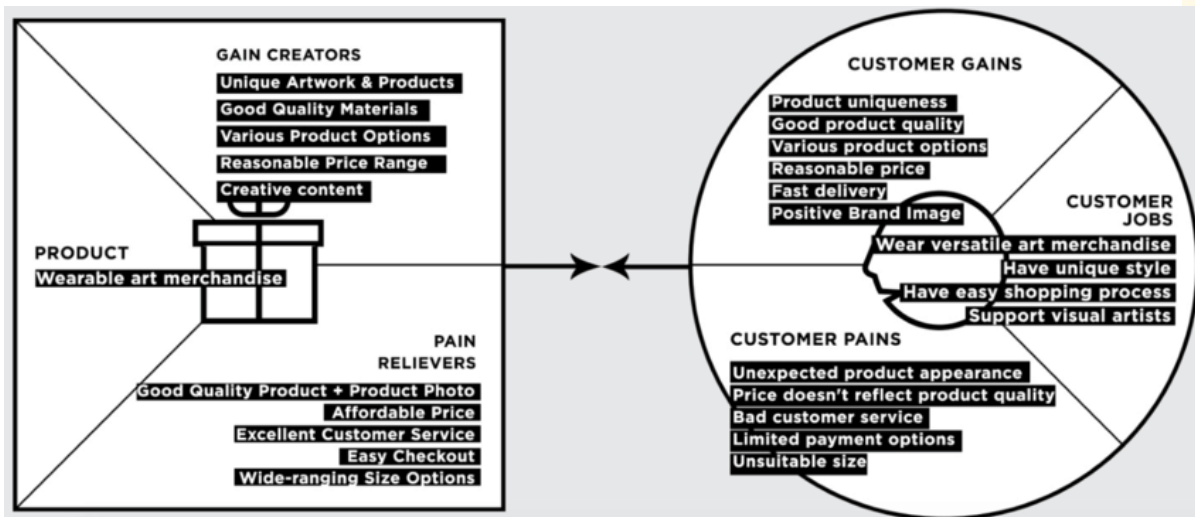 GAIN CREATORS
Unique Artwork & Products
Good Quality Materials
Various Product Options
Reasonable Price Range
Creative content
PRODUCT
Wearable art merchandise
PAIN
RELIEVERS
Good Quality Product + Product Photo
Affordable Price
Excellent Customer Service
Easy Checkout
Wide-ranging Size Options
CUSTOMER GAINS
Product uniqueness
Good product quality
Various product options
Reasonable price
Fast delivery
Positive Brand Image
CUSTOMER
JOBS
Wear versatile art merchandise
Have unique style
Have easy shopping process
Support visual artists
CUSTOMER PAINS
Unexpected product appearance
Price doesn't reflect product quality
Bad customer service
Limited payment options
Unsuitable size